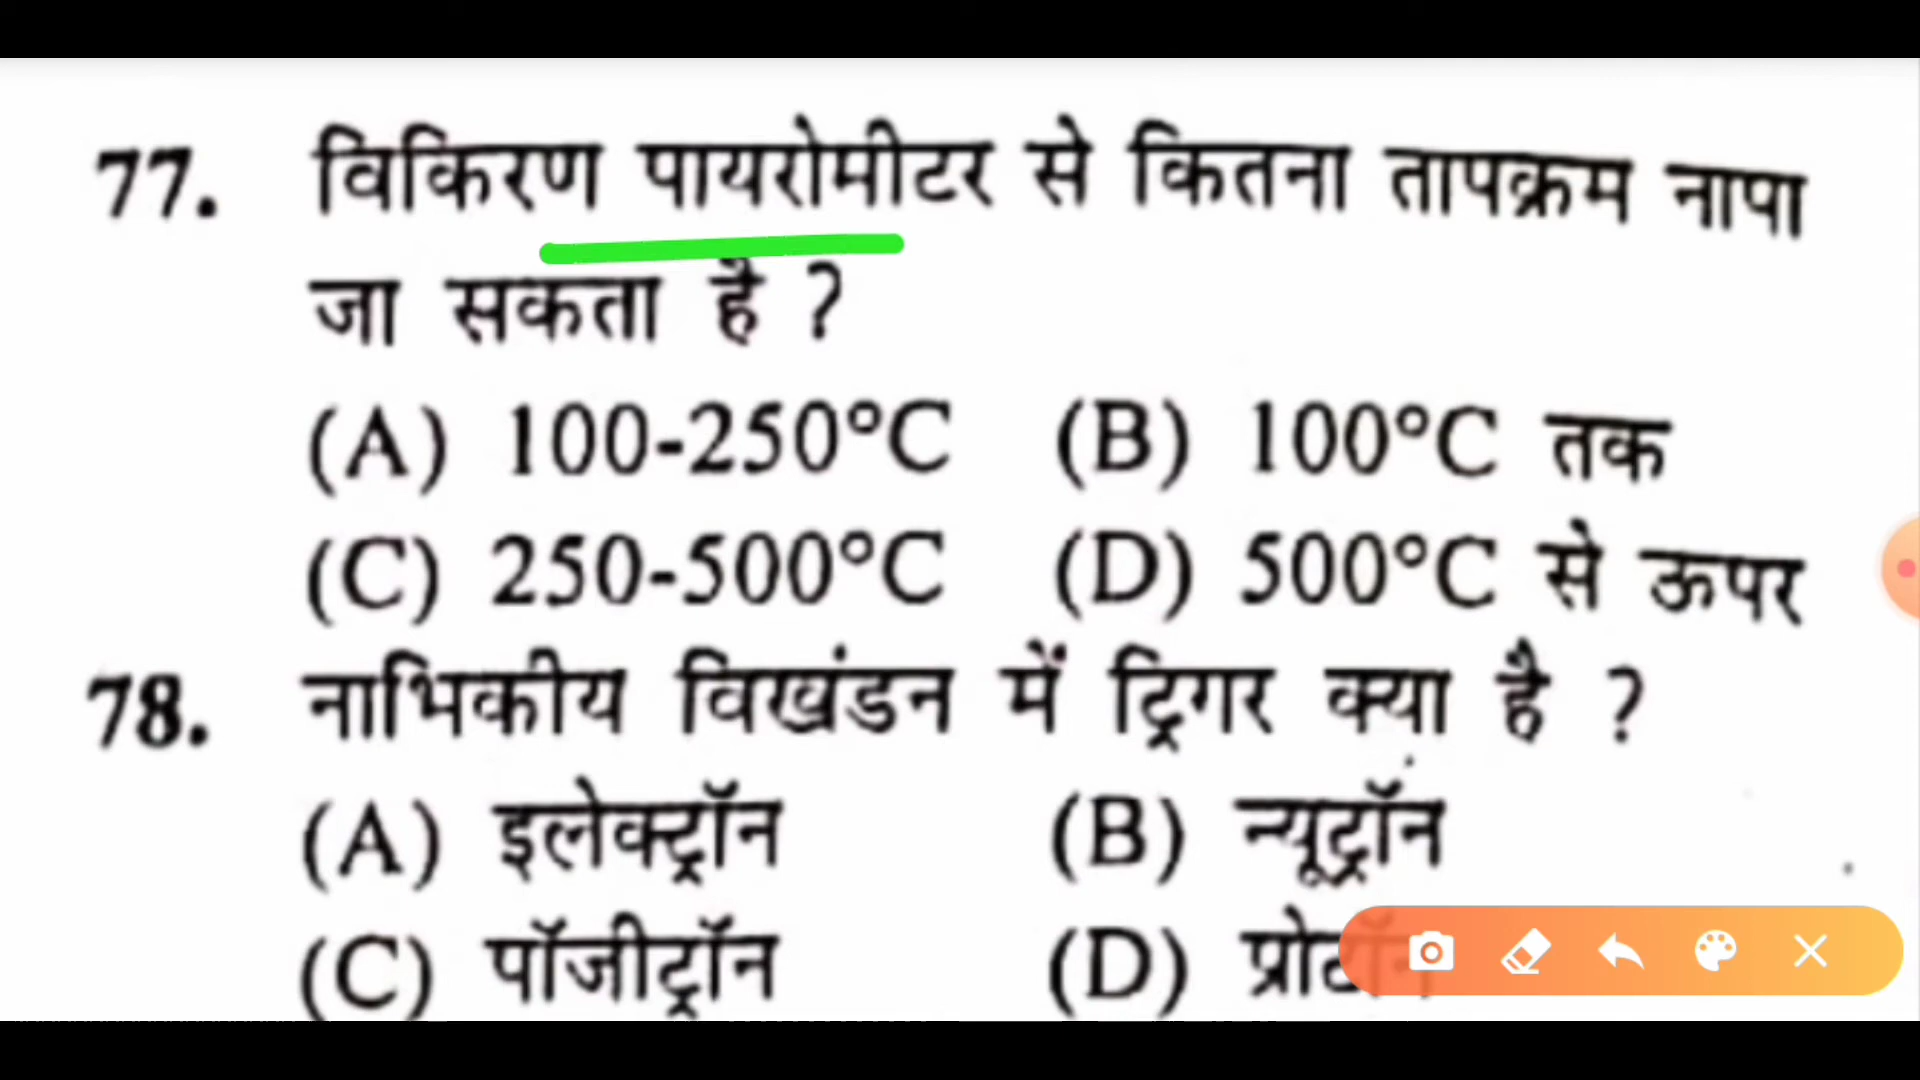 77. विकिरण पायरोमीटर से कितना तापक्रम नापा
जा सकता है ?
(A) 100-250°C (B) 100°C तक
(C) 250-500°C (D) 500°C से ऊपर
78. नाभिकीय विखंडन में ट्रिगर क्या है ?
(A) इलेक्ट्रॉन (B) न्यूट्रॉन
(C) पॉजीट्रॉन (D) प्रोटॉन